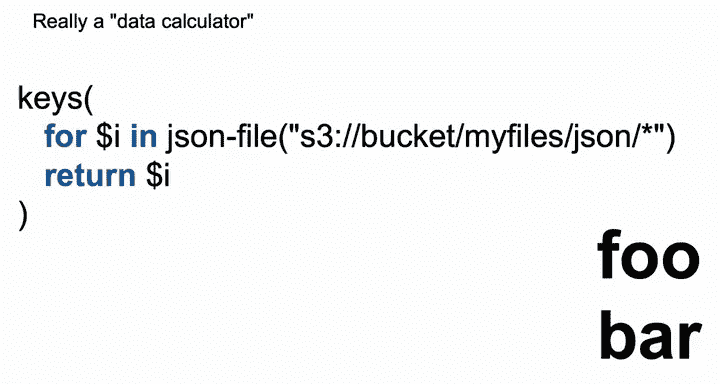 Really a "data calculator"
keys(
for $i in json-file("s3://bucket/myfiles/json/*")
return $i
)
foo
bar